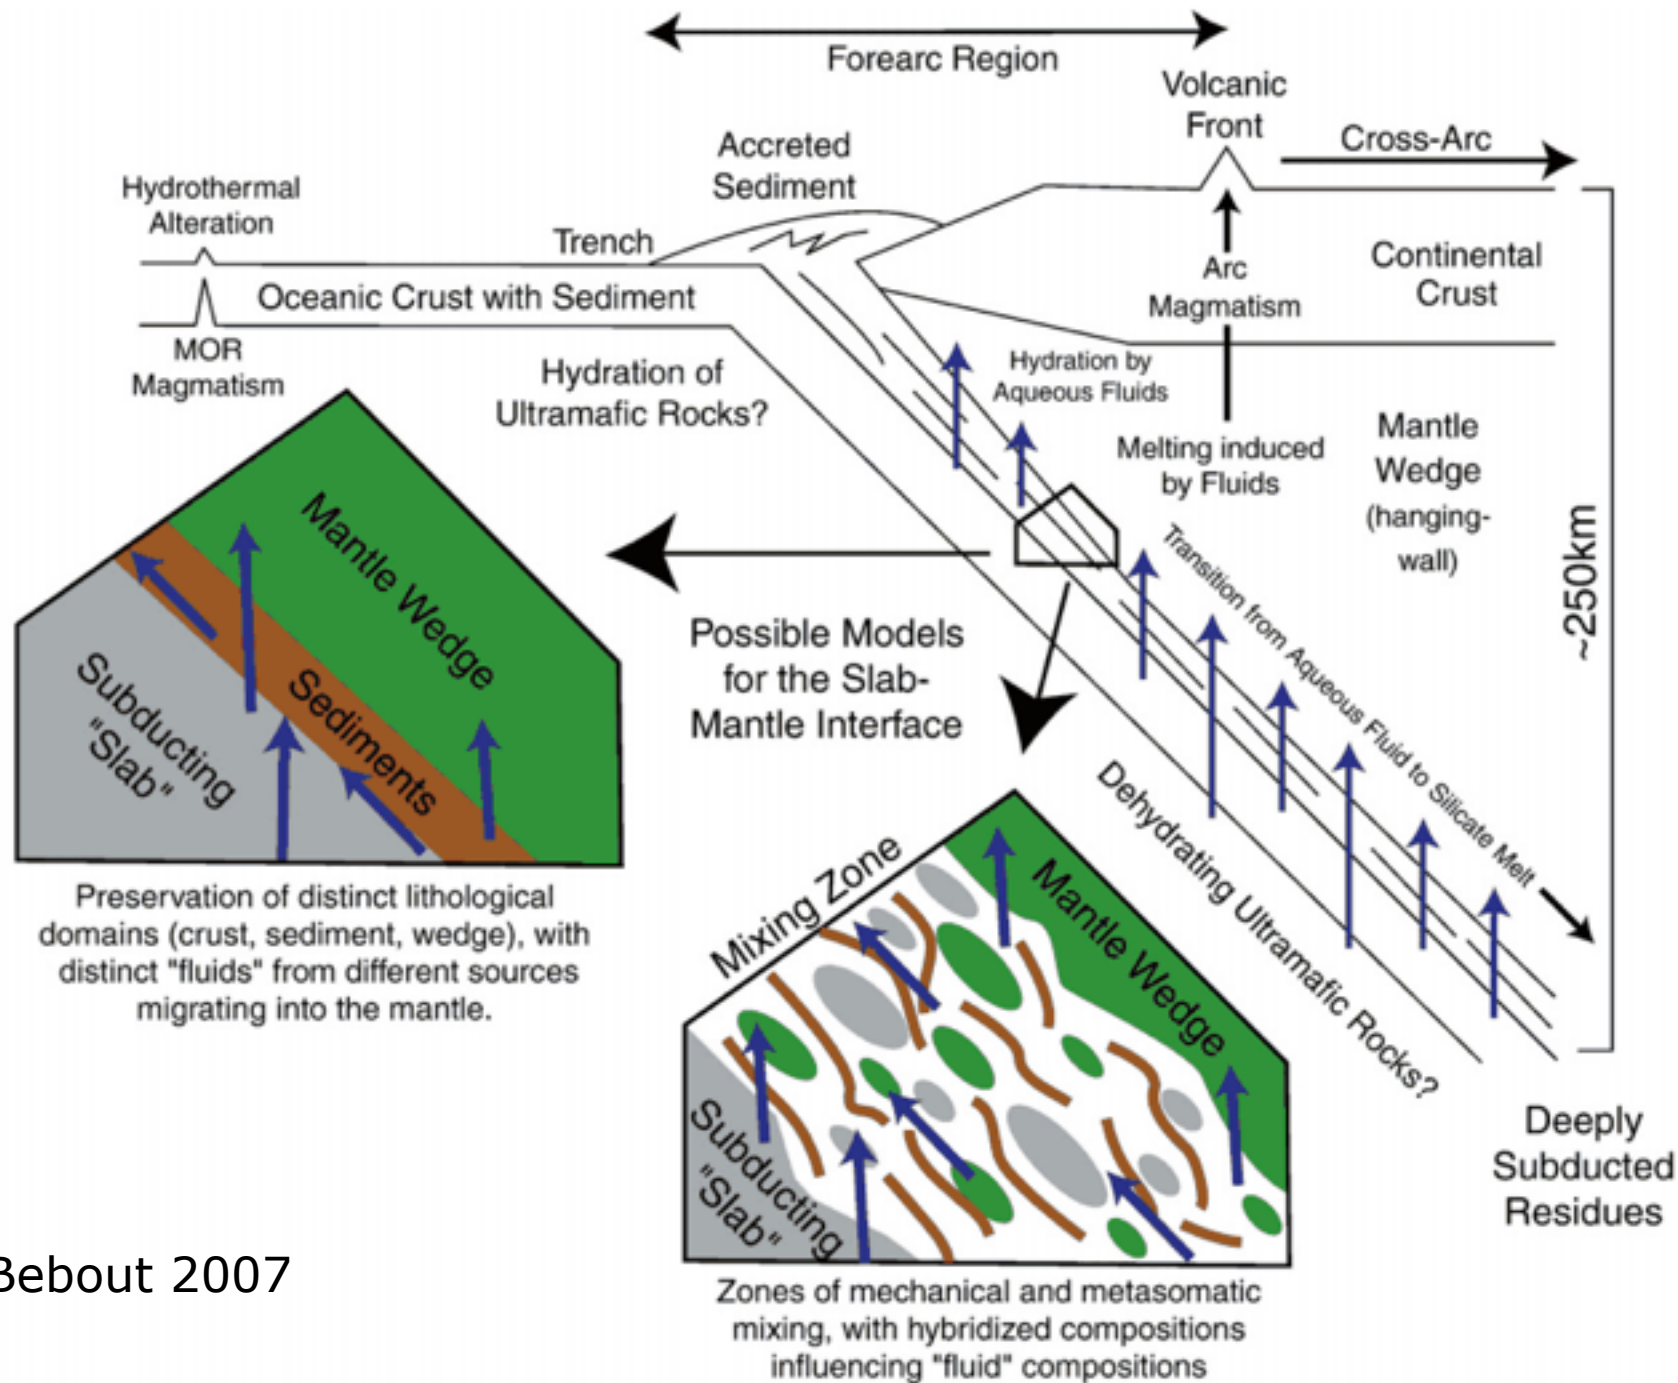 Forearc Region
Volcanic
Front
Cross-Arc
Accreted
Sediment
Hydrothermal
Alteration
Trench
Oceanic Crust with Sediment
Arc
Magmatism
Continental
Crust
MOR
Magmatism
Hydration of
Ultramafic Rocks?
Hydration by
Aqueous Fluids
Melting induced
by Fluids
Mantle
Wedge
(hanging-
wall)
~250km
Transition from Aqueous Fluid to Silicate Melt
Dehydrating Ultramafic Rocks?
Deeply
Subducted
Residues
Possible Models
for the Slab-
Mantle Interface
Mantle Wedge
Sediments
Subducting
"Slab"
Preservation of distinct lithological
domains (crust, sediment, wedge), with
distinct "fluids" from different sources
migrating into the mantle.
Mixing Zone
Mantle Wedge
Subducting
"Slab"
Zones of mechanical and metasomatic
mixing, with hybridized compositions
influencing "fluid" compositions
Bebout 2007